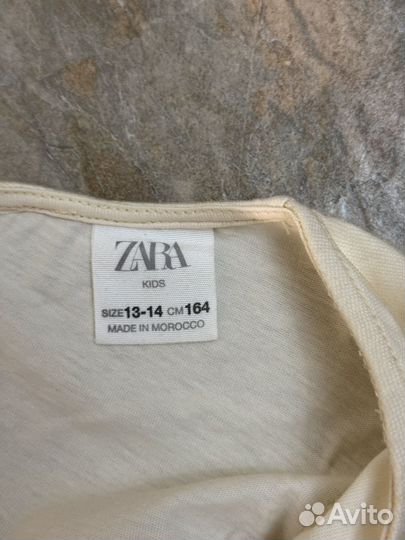 ZARA
KIDS
SIZE 13-14 CM 164
MADE IN MOROCCO
Avito